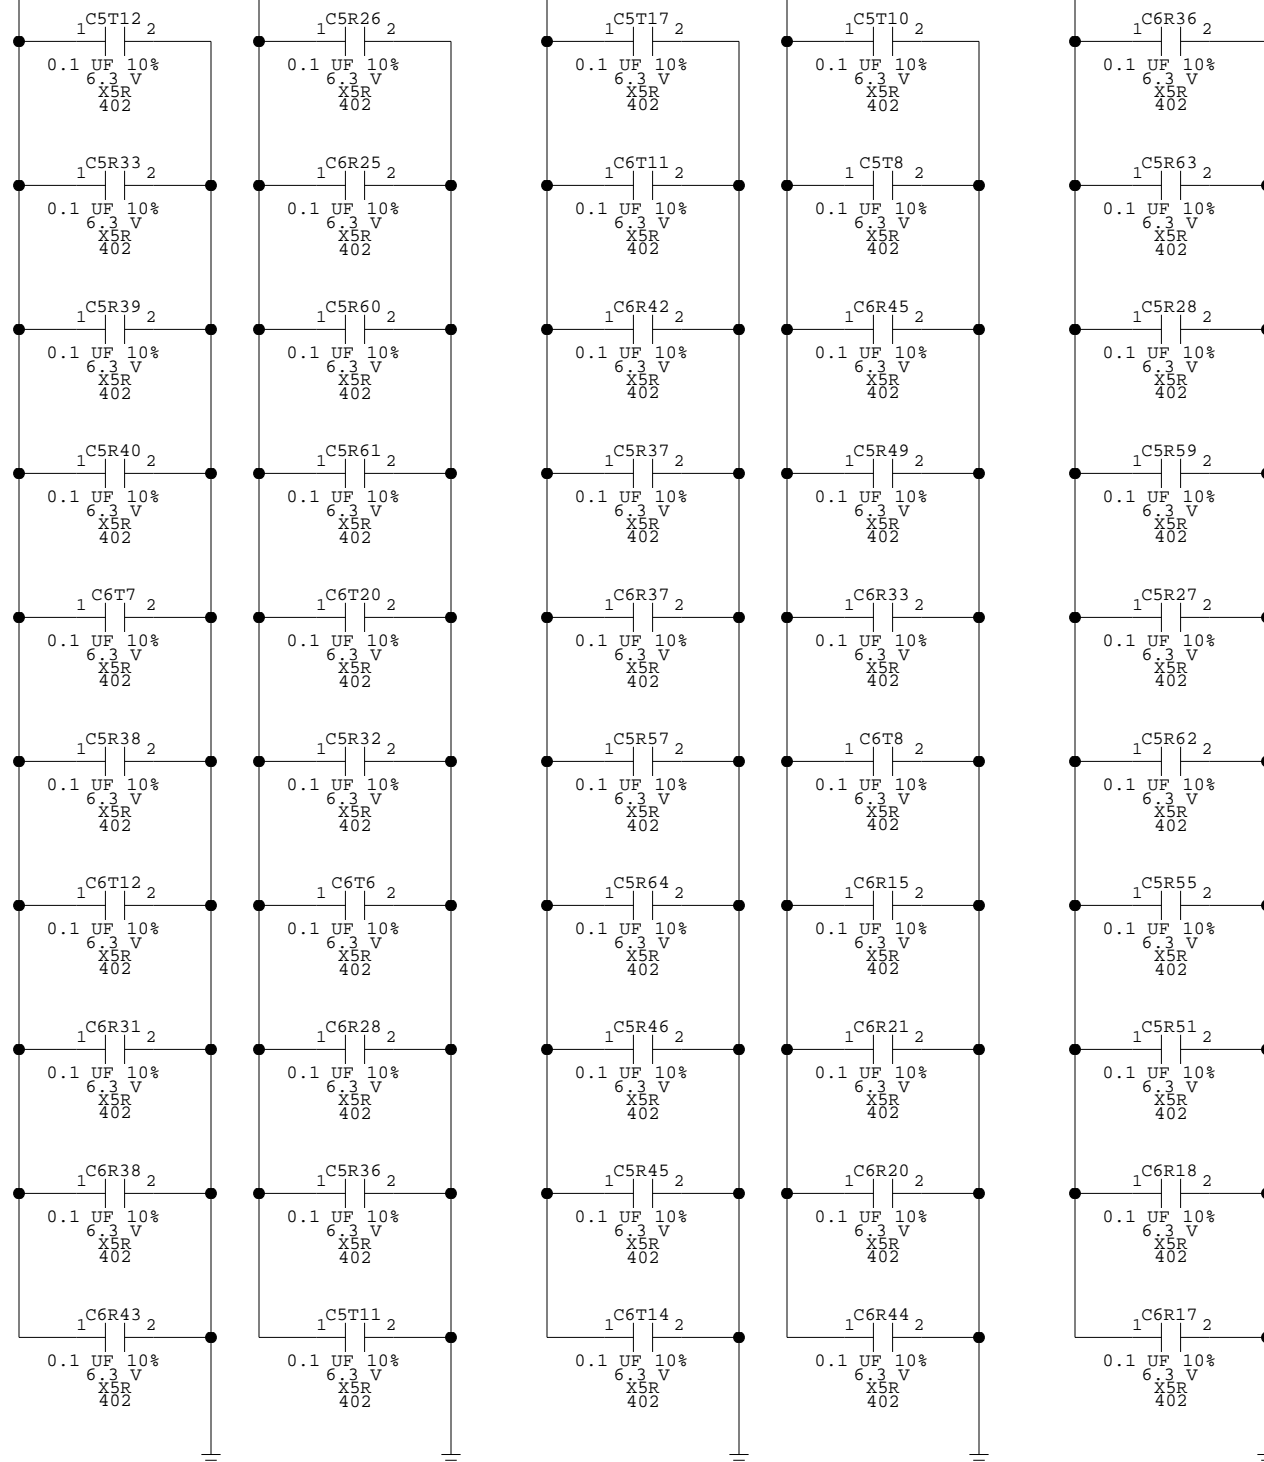 C5T12 C5R26 C5T17 C5T10 C6R36
1 2 1 2 1 2 1 2 1 2
0.1 UF 10% 0.1 UF 10% 0.1 UF 10% 0.1 UF 10% 0.1 UF 10%
6.3 V 6.3 V 6.3 V 6.3 V 6.3 V
X5R X5R X5R X5R X5R
402 402 402 402 402
C5R33 C6R25 C6T11 C5T8 C5R63
1 2 1 2 1 2 1 2 1 2
0.1 UF 10% 0.1 UF 10% 0.1 UF 10% 0.1 UF 10% 0.1 UF 10%
6.3 V 6.3 V 6.3 V 6.3 V 6.3 V
X5R X5R X5R X5R X5R
402 402 402 402 402
C5R39 C5R60 C6R42 C6R45 C5R28
1 2 1 2 1 2 1 2 1 2
0.1 UF 10% 0.1 UF 10% 0.1 UF 10% 0.1 UF 10% 0.1 UF 10%
6.3 V 6.3 V 6.3 V 6.3 V 6.3 V
X5R X5R X5R X5R X5R
402 402 402 402 402
C5R40 C5R61 C5R37 C5R49 C5R59
1 2 1 2 1 2 1 2 1 2
0.1 UF 10% 0.1 UF 10% 0.1 UF 10% 0.1 UF 10% 0.1 UF 10%
6.3 V 6.3 V 6.3 V 6.3 V 6.3 V
X5R X5R X5R X5R X5R
402 402 402 402 402
C6T7 C6T20 C6R37 C6R33 C5R27
1 2 1 2 1 2 1 2 1 2
0.1 UF 10% 0.1 UF 10% 0.1 UF 10% 0.1 UF 10% 0.1 UF 10%
6.3 V 6.3 V 6.3 V 6.3 V 6.3 V
X5R X5R X5R X5R X5R
402 402 402 402 402
C5R38 C5R32 C5R57 C6T8 C5R62
1 2 1 2 1 2 1 2 1 2
0.1 UF 10% 0.1 UF 10% 0.1 UF 10% 0.1 UF 10% 0.1 UF 10%
6.3 V 6.3 V 6.3 V 6.3 V 6.3 V
X5R X5R X5R X5R X5R
402 402 402 402 402
C6T12 C6T6 C5R64 C6R15 C5R55
1 2 1 2 1 2 1 2 1 2
0.1 UF 10% 0.1 UF 10% 0.1 UF 10% 0.1 UF 10% 0.1 UF 10%
6.3 V 6.3 V 6.3 V 6.3 V 6.3 V
X5R X5R X5R X5R X5R
402 402 402 402 402
C6R31 C6R28 C5R46 C6R21 C5R51
1 2 1 2 1 2 1 2 1 2
0.1 UF 10% 0.1 UF 10% 0.1 UF 10% 0.1 UF 10% 0.1 UF 10%
6.3 V 6.3 V 6.3 V 6.3 V 6.3 V
X5R X5R X5R X5R X5R
402 402 402 402 402
C6R38 C5R36 C5R45 C6R20 C6R18
1 2 1 2 1 2 1 2 1 2
0.1 UF 10% 0.1 UF 10% 0.1 UF 10% 0.1 UF 10% 0.1 UF 10%
6.3 V 6.3 V 6.3 V 6.3 V 6.3 V
X5R X5R X5R X5R X5R
402 402 402 402 402
C6R43 C5T11 C6T14 C6R44 C6R17
1 2 1 2 1 2 1 2 1 2
0.1 UF 10% 0.1 UF 10% 0.1 UF 10% 0.1 UF 10% 0.1 UF 10%
6.3 V 6.3 V 6.3 V 6.3 V 6.3 V
X5R X5R X5R X5R X5R
402 402 402 402 402